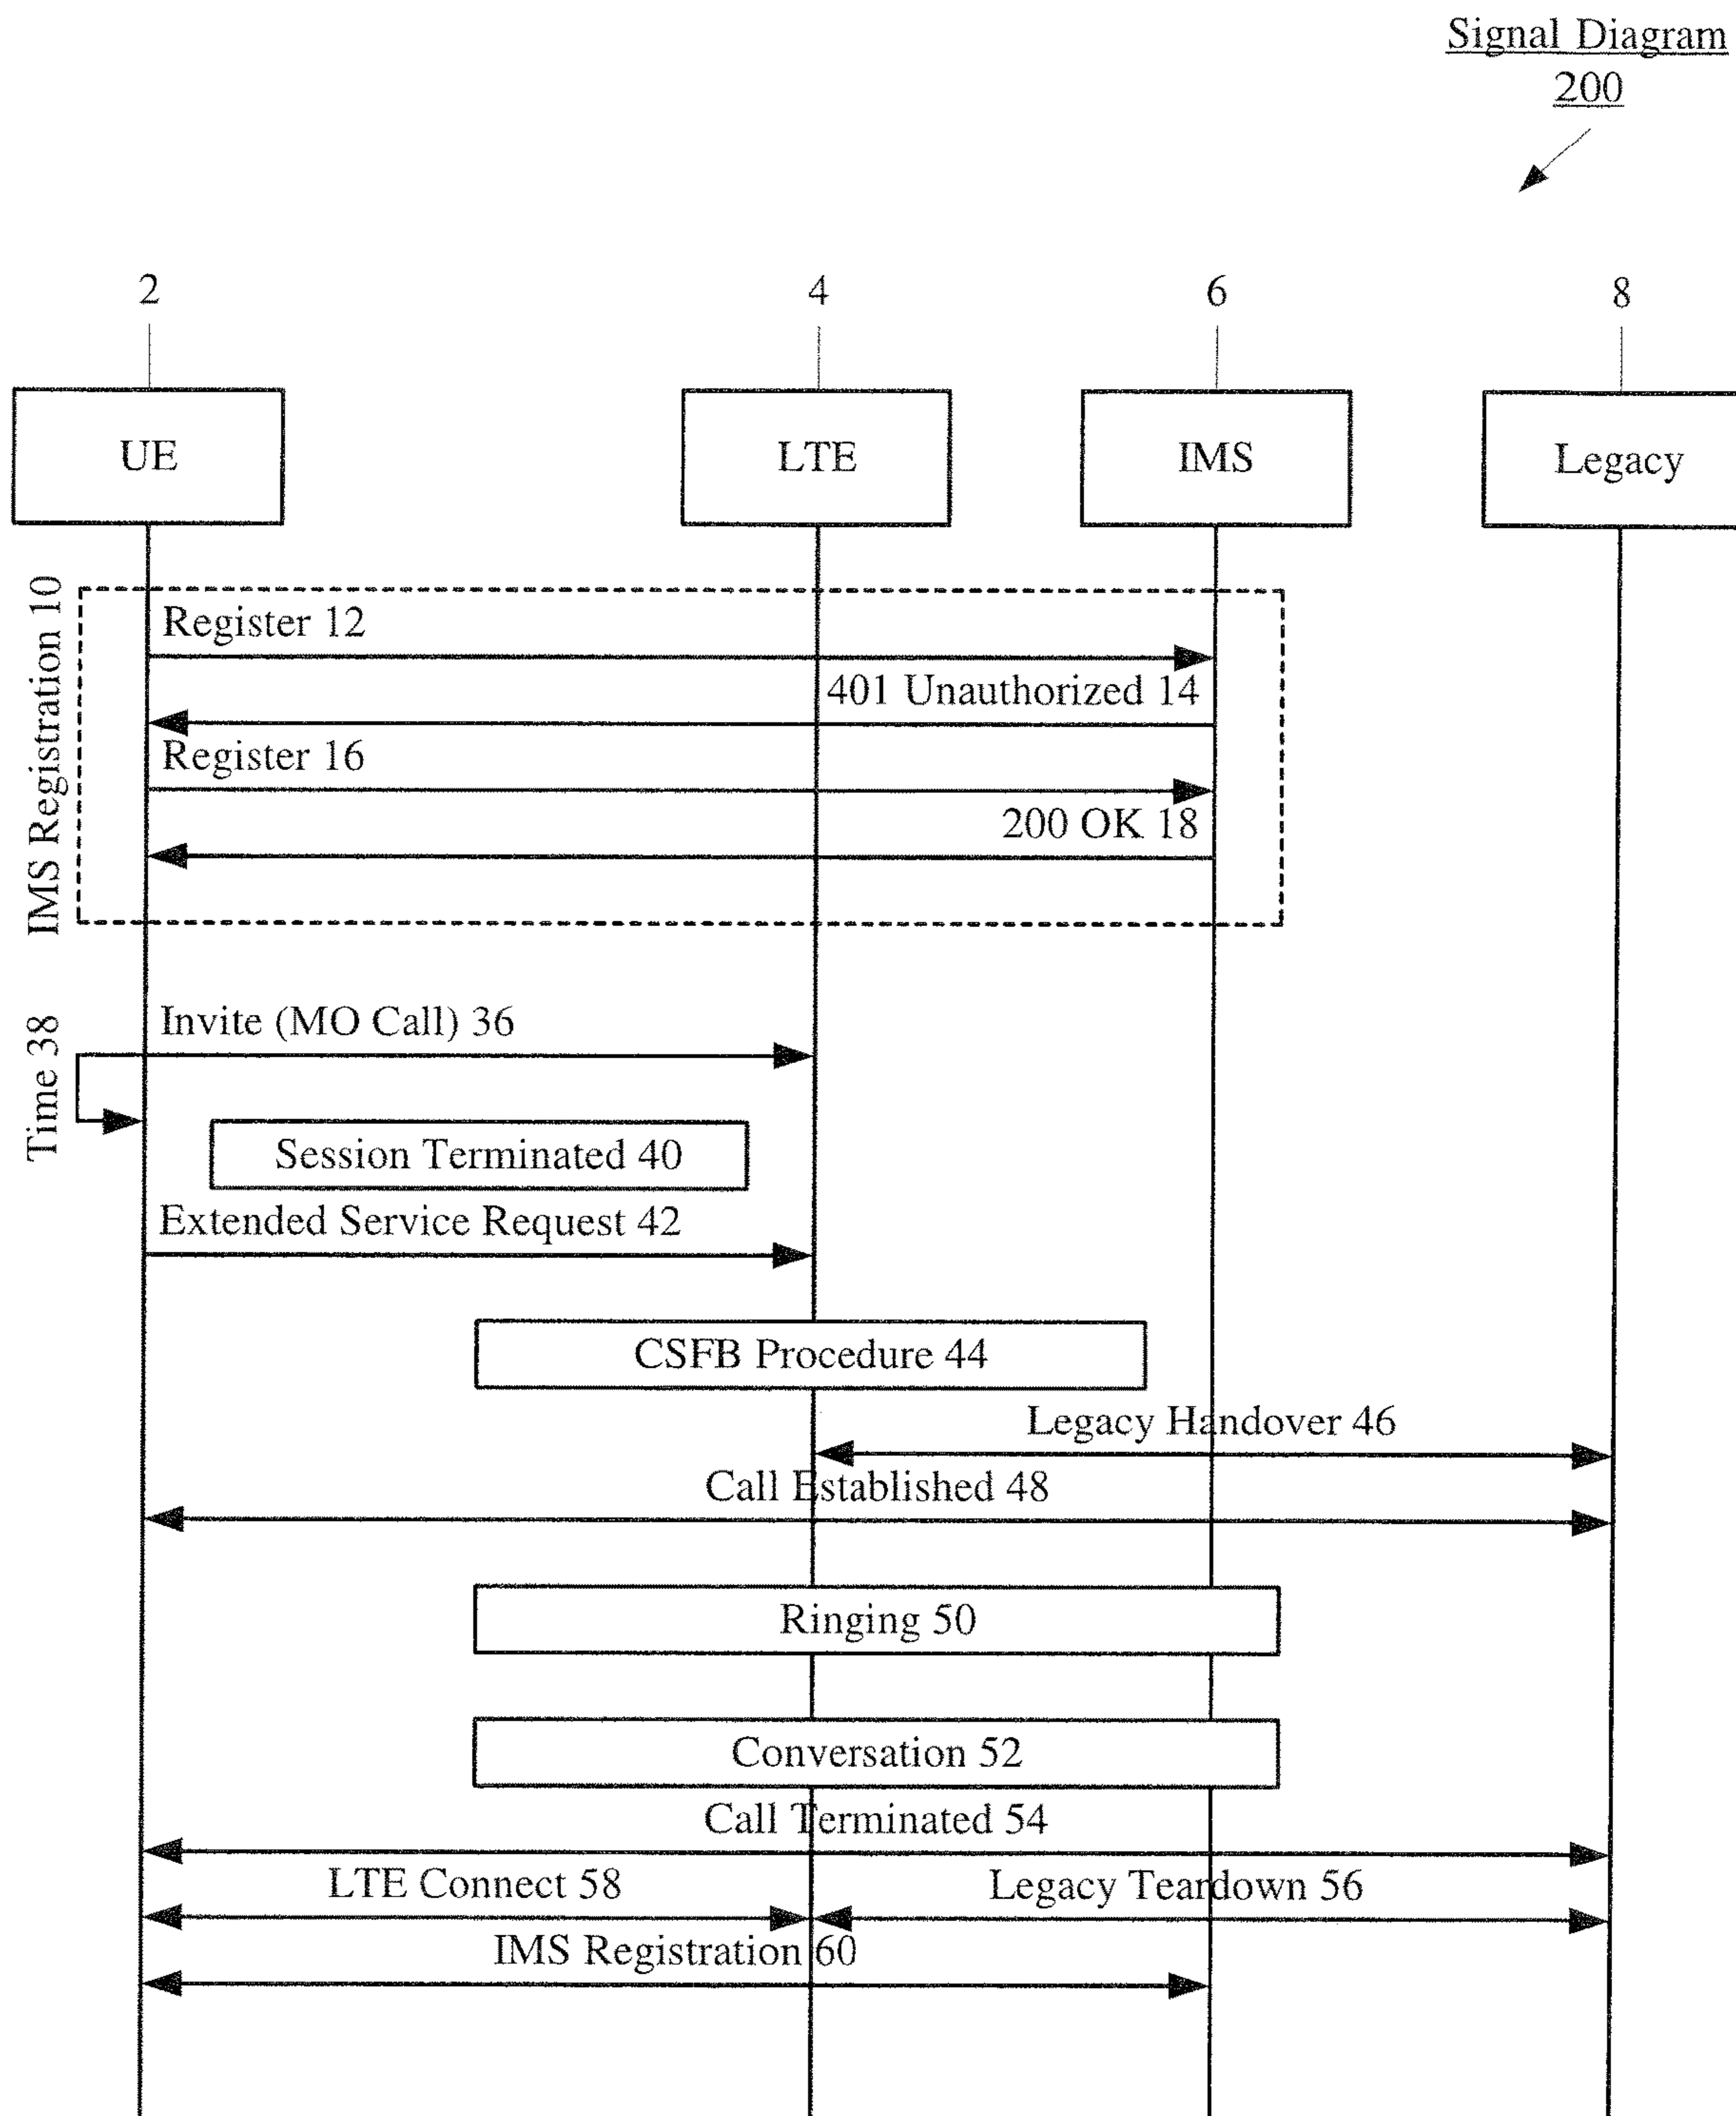 Signal Diagram
200
2
4
6
8
UE
LTE
IMS
Legacy
IMS Registration 10
Register 12
401 Unauthorized 14
Register 16
200 OK 18
Time 38
Invite (MO Call) 36
Session Terminated 40
Extended Service Request 42
CSFB Procedure 44
Legacy Handover 46
Call Established 48
Ringing 50
Conversation 52
Call Terminated 54
LTE Connect 58
Legacy Teardown 56
IMS Registration 60